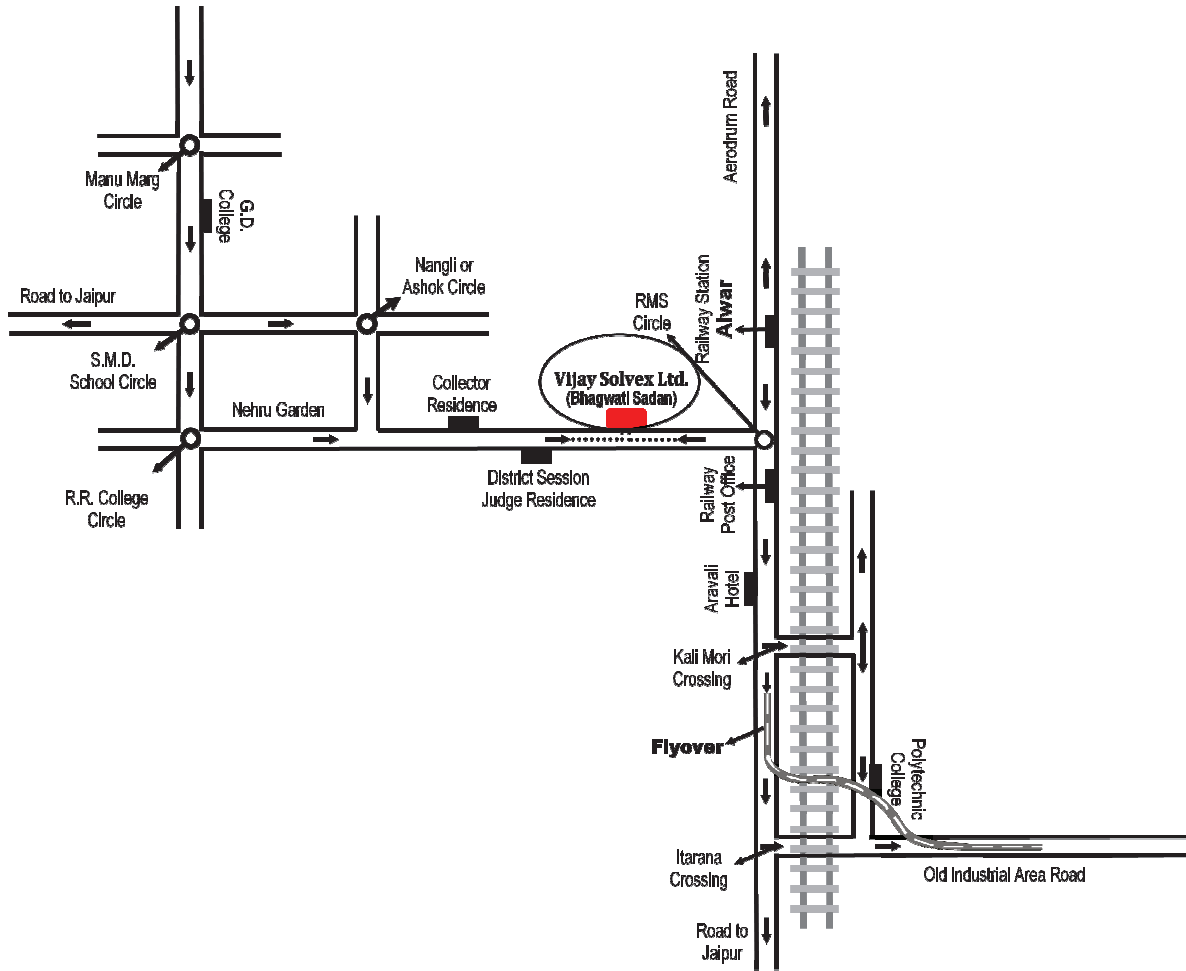 Manu Marg
Circle
G.D.
College
Road to Jaipur
S.M.D.
School Circle
Nangli or
Ashok Circle
Nehru Garden
R.R. College
Circle
Collector
Residence
District Session
Judge Residence
Vijay Solvex Ltd.
(Bhagwati Sadan)
RMS
Circle
Aerodrum Road
Railway Station
Alwar
Railway
Post Office
Aravali
Hotel
Kali Mori
Crossing
Flyover
Polytechnic
College
Itarana
Crossing
Old Industrial Area Road
Road to
Jaipur